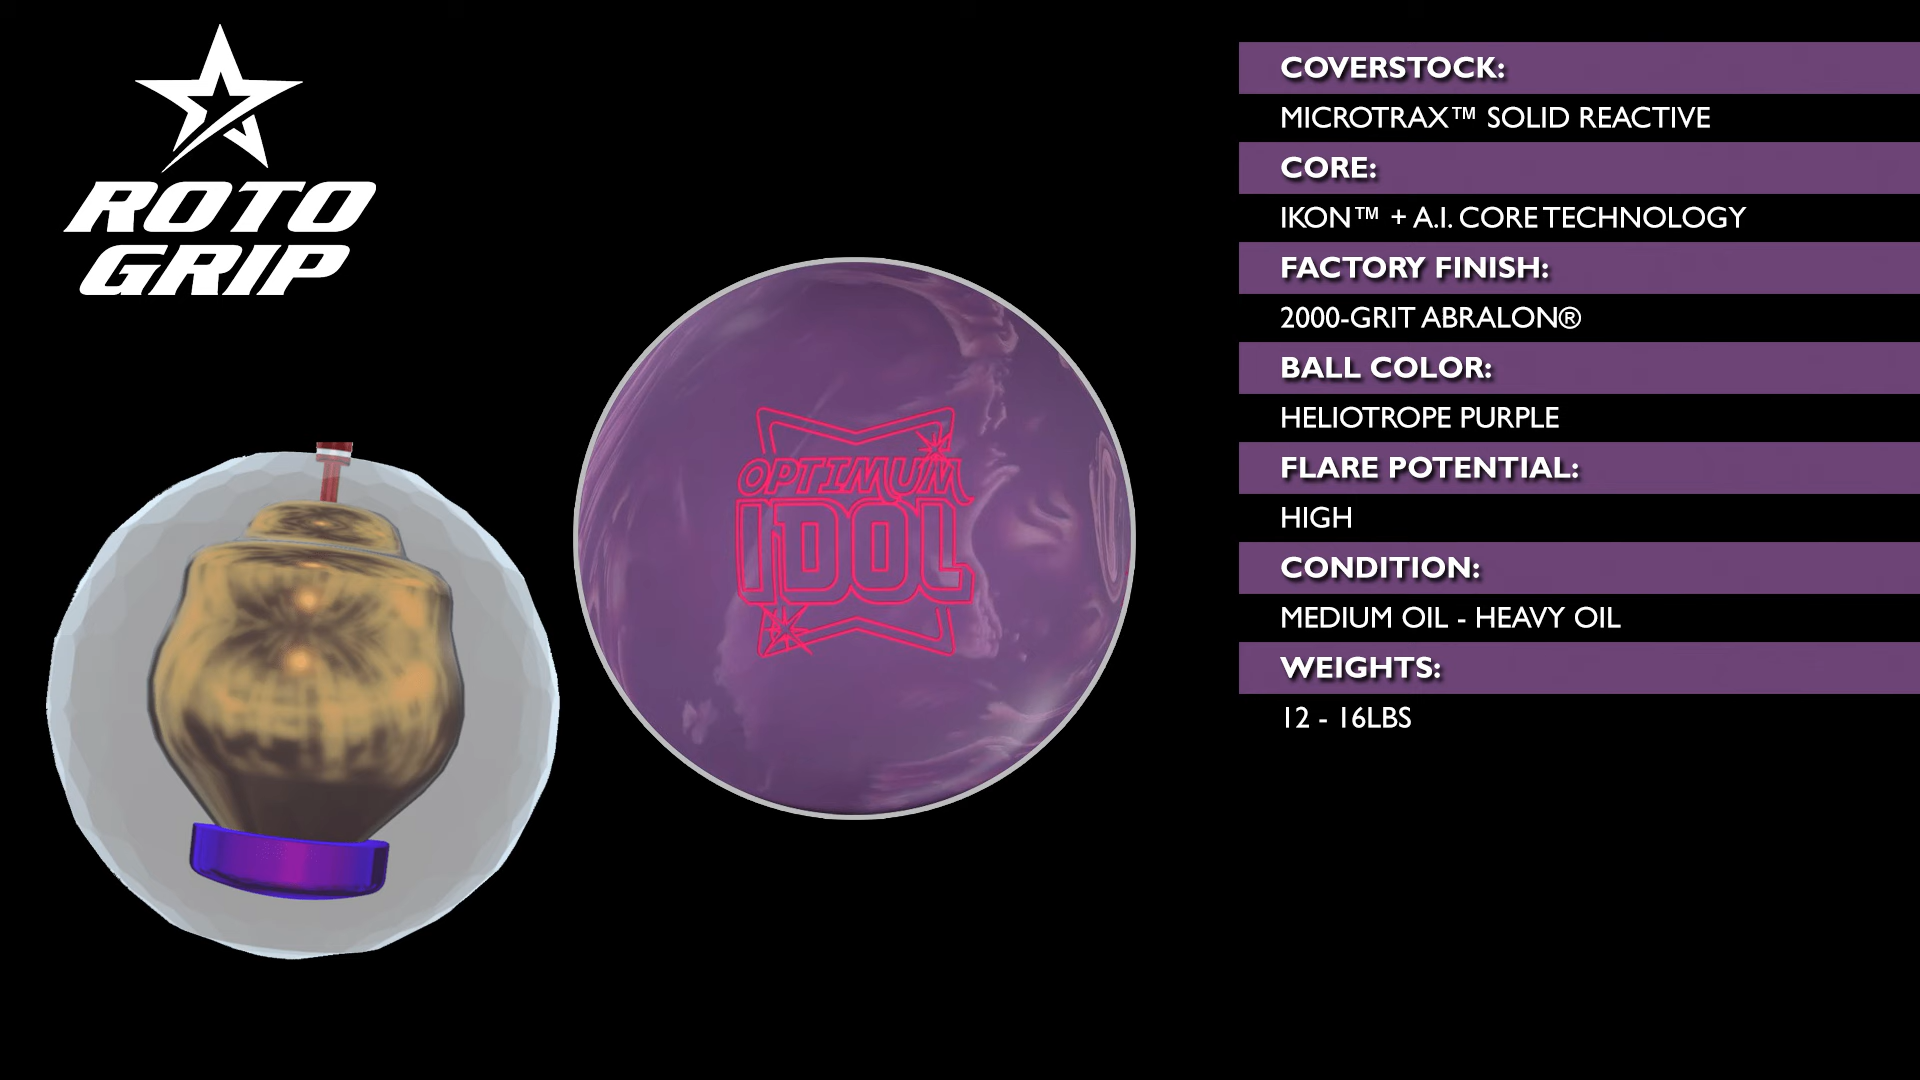 ROTO
GRIP
OPTIMUM
IDOL
COVERSTOCK:
MICROTRAX™ SOLID REACTIVE
CORE:
IKON™ + A.I. CORE TECHNOLOGY
FACTORY FINISH:
2000-GRIT ABRALON®
BALL COLOR:
HELIOTROPE PURPLE
FLARE POTENTIAL:
HIGH
CONDITION:
MEDIUM OIL - HEAVY OIL
WEIGHTS:
12 - 16LBS